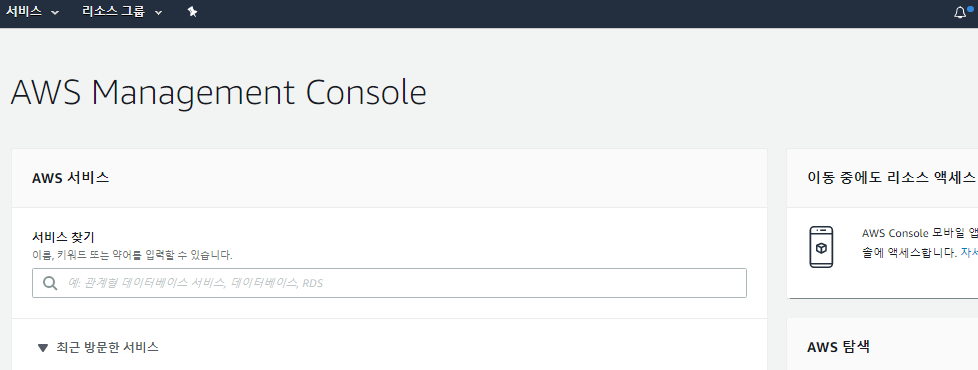 서비스 리소스 그룹
AWS Management Console
AWS 서비스
서비스 찾기
이름, 키워드 또는 약어를 입력할 수 있습니다.
예: 관계형 데이터베이스 서비스, 데이터베이스, RDS
최근 방문한 서비스
이동 중에도 리소스 액세스
AWS Console 모바일 앱
솔에 액세스합니다. 자세
AWS 탐색